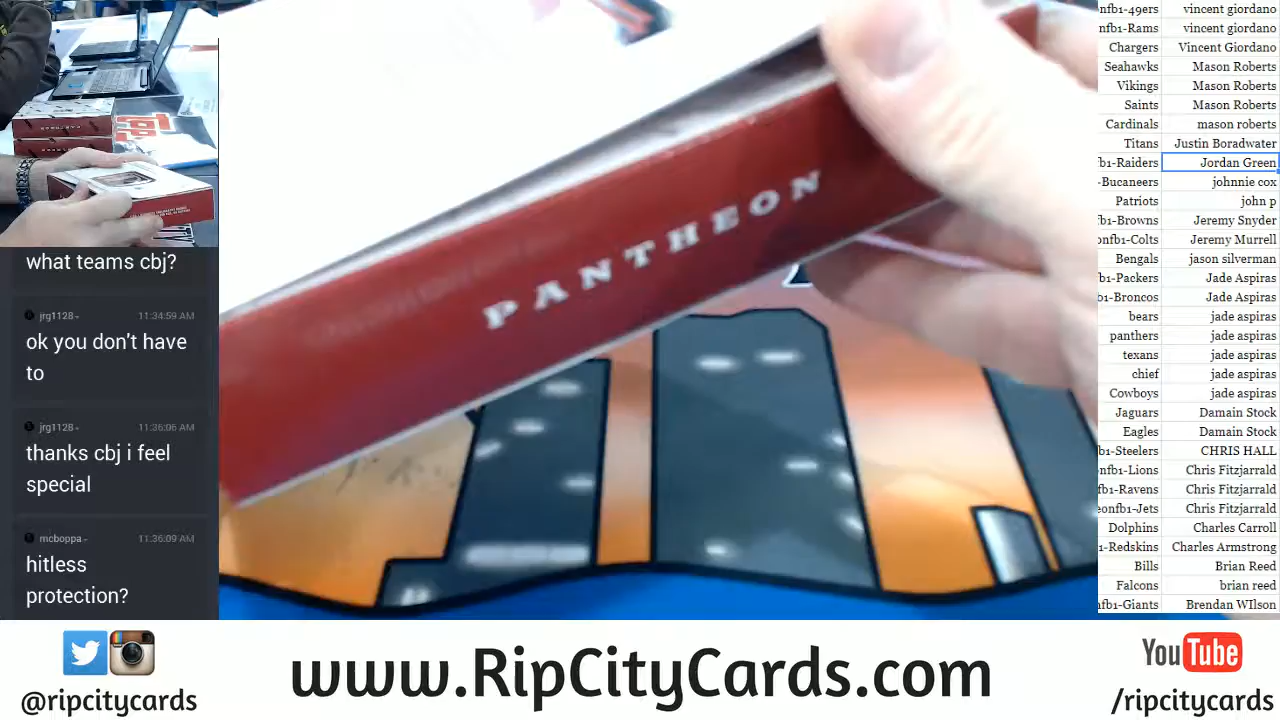 what teams cbj?
jrg1128 11:34:59 AM
ok you don't have
to
jrg1128 11:36:06 AM
thanks cbj i feel
special
mcboppa 11:36:09 AM
hitless
protection?
PANTHEON
nfb1-49ers vincent giordano
nfb1-Rams vincent giordano
Chargers Vincent Giordano
Seahawks Mason Roberts
Vikings Mason Roberts
Saints Mason Roberts
Cardinals mason roberts
Titans Justin Boradwater
fb1-Raiders Jordan Green
-Bucaneers johnnie cox
Patriots john p
fb1-Browns Jeremy Snyder
onfb1-Colts Jeremy Murrell
Bengals jason silverman
fb1-Packers Jade Aspiras
b1-Broncos Jade Aspiras
bears jade aspiras
panthers jade aspiras
texans jade aspiras
chief jade aspiras
Cowboys jade aspiras
Jaguars Damain Stock
Eagles Damain Stock
b1-Steelers CHRIS HALL
onfb1-Lions Chris Fitzjarrald
nfb1-Ravens Chris Fitzjarrald
eonfb1-Jets Chris Fitzjarrald
Dolphins Charles Carroll
1-Redskins Charles Armstrong
Bills Brian Reed
Falcons brian reed
nfb1-Giants Brendan WIlson
@ripcitycards
www.RipCityCards.com
YouTube
/ripcitycards